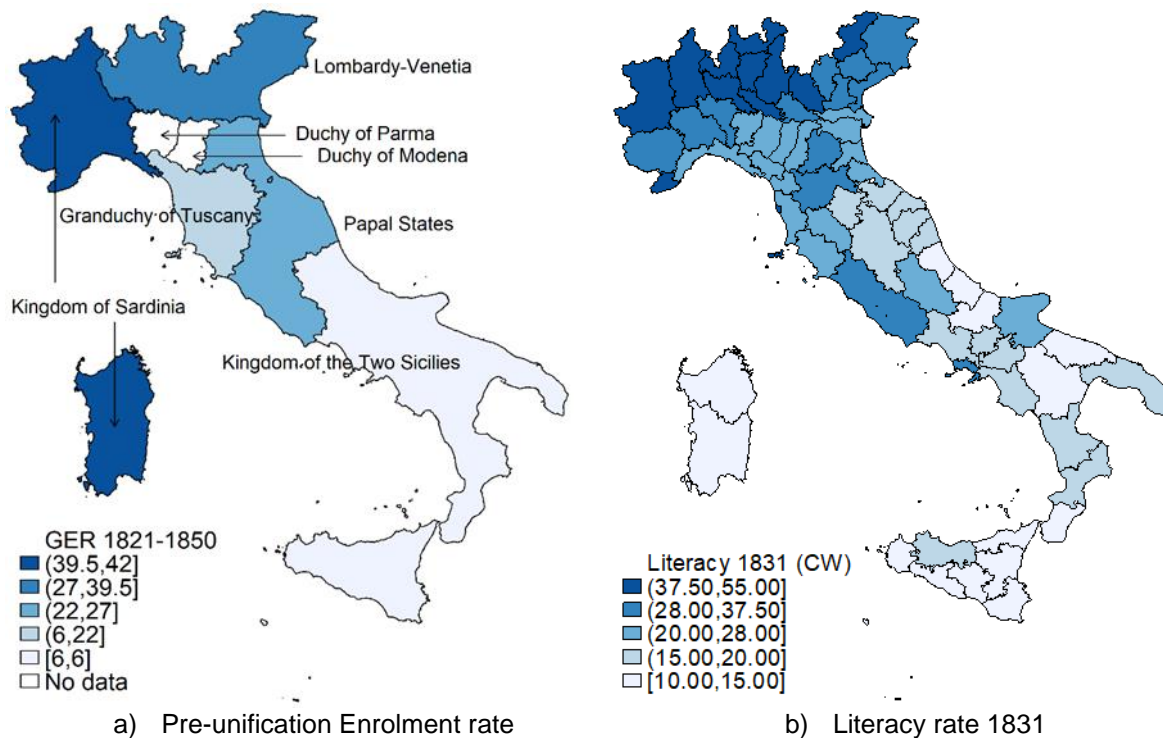 Lombardy-Venetia
Duchy of Parma
Duchy of Modena
Granduchy of Tuscany
Papal States
Kingdom of Sardinia
Kingdom of the Two Sicilies
GER 1821-1850
(39.5,42]
(27,39.5]
(22,27]
(6,22]
[6,6]
No data
a) Pre-unification Enrolment rate
Literacy 1831 (CW)
(37.50,55.00]
(28.00,37.50]
(20.00,28.00]
(15.00,20.00]
[10.00,15.00]
b) Literacy rate 1831